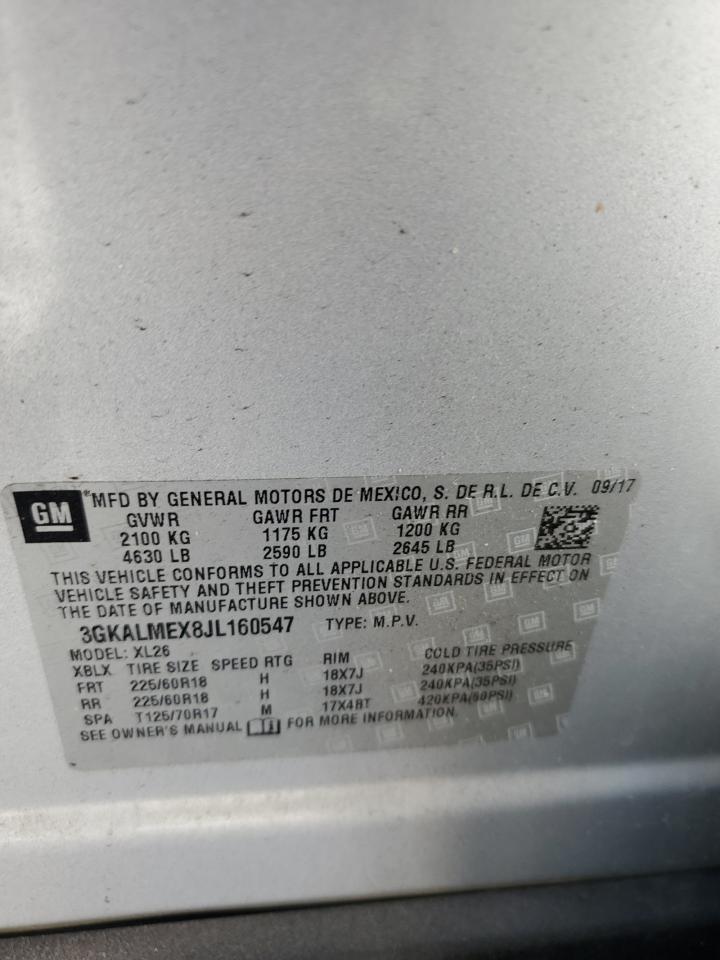 GM
®MFD BY GENERAL MOTORS DE MEXICO, S. DE R.L. DE C.V. 09/17
GVWR GAWR FRT GAWR RR
2100 KG 1175 KG 1200 KG
4630 LB 2590 LB 2645 LB
THIS VEHICLE CONFORMS TO ALL APPLICABLE U.S. FEDERAL MOTOR
VEHICLE SAFETY AND THEFT PREVENTION STANDARDS IN EFFECT ON
THE DATE OF MANUFACTURE SHOWN ABOVE.
3GKALMEX8JL160547 TYPE: M.P.V.
MODEL: XL26
XBLX TIRE SIZE SPEED RTG RIM COLD TIRE PRESSURE
FRT 225/60R18 H 18X7J 240KPA(35PSI)
RR 225/60R18 H 18X7J 240KPA(35PSI)
SPA T125/70R17 M 17X4BT 420KPA(60PSI)
SEE OWNER'S MANUAL FOR MORE INFORMATION.